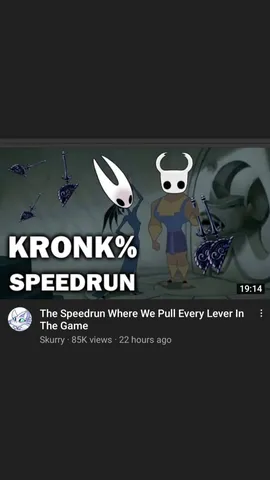 KRONK%
SPEEDRUN
19:14
The Speedrun Where We Pull Every Lever In
The Game
Skurry · 85K views · 22 hours ago